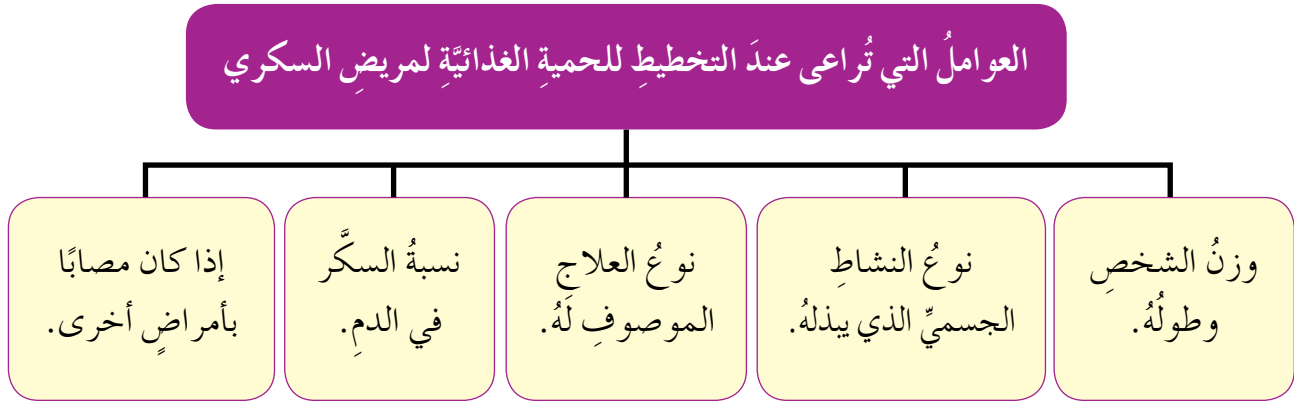 العواملُ التي تُراعى عندَ التخطيطِ للحميةِ الغذائيَّةِ لمريضِ السكري
وزنُ الشخصِ
وطولُهُ.
نوعُ النشاطِ
الجسميِّ الذي يبذلهُ.
نوعُ العلاجِ
الموصوفِ لَهُ.
نسبةُ السكَّر
في الدمِ.
إذا كان مصابًا
بأمراضٍ أخرى.